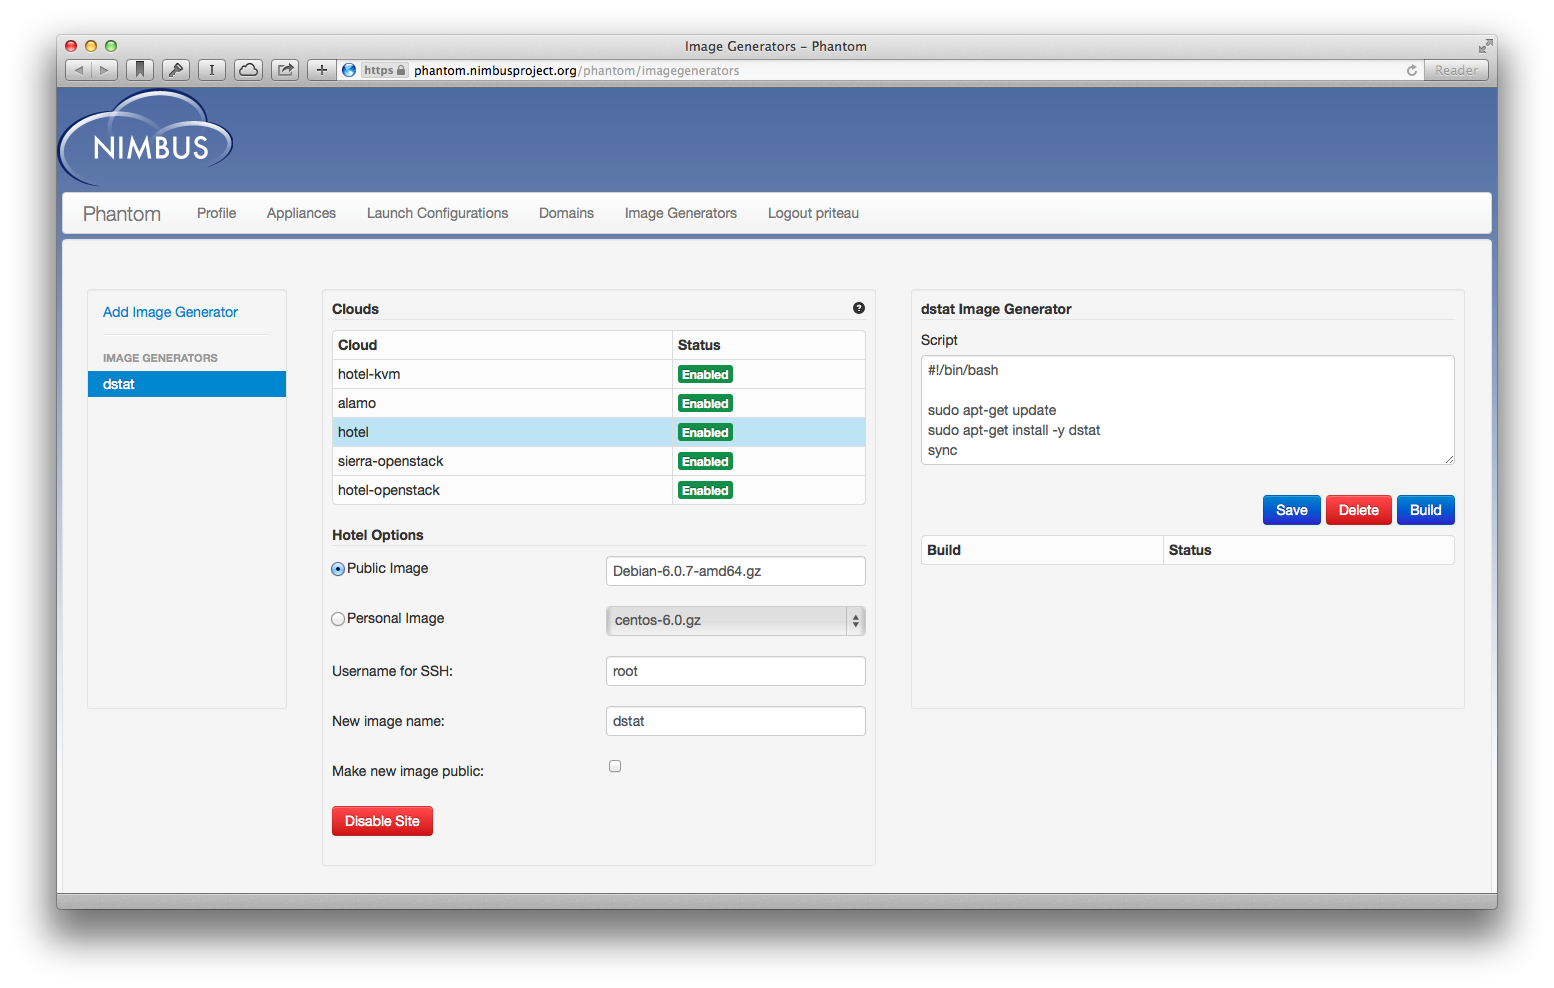 Image Generators – Phantom
https phantom.nimbusproject.org/phantom/imagegenerators
Reader
NIMBUS
Phantom Profile Appliances Launch Configurations Domains Image Generators Logout priteau
Add Image Generator
IMAGE GENERATORS
dstat
Clouds
?
Cloud Status
hotel-kvm Enabled
alamo Enabled
hotel Enabled
sierra-openstack Enabled
hotel-openstack Enabled
Hotel Options
Public Image Debian-6.0.7-amd64.gz
Personal Image centos-6.0.gz
Username for SSH: root
New image name: dstat
Make new image public:
Disable Site
dstat Image Generator
Script
#!/bin/bash
sudo apt-get update
sudo apt-get install -y dstat
sync
Save Delete Build
Build Status